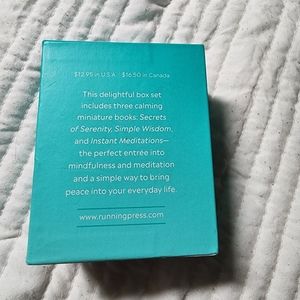 $12.95 in U.S.A. $16.50 in Canada
This delightful box set
includes three calming
miniature books: Secrets
of Serenity, Simple Wisdom,
and Instant Meditations—
the perfect entrée into
mindfulness and meditation
and a simple way to bring
peace into your everyday life.
www.runningpress.com